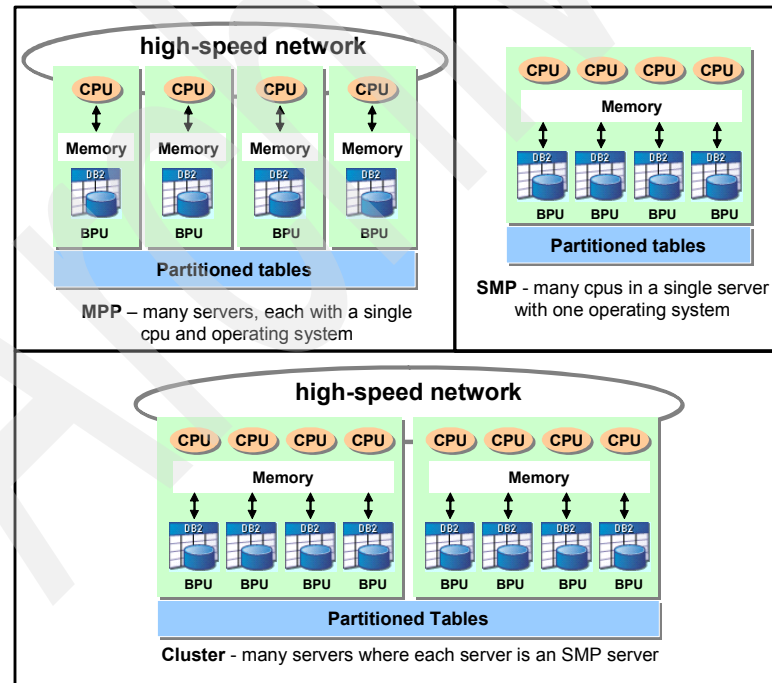 high-speed network
CPU CPU CPU CPU
Memory Memory Memory Memory
DB2 DB2 DB2 DB2
BPU BPU BPU BPU
Partitioned tables
MPP – many servers, each with a single
cpu and operating system
CPU CPU CPU CPU
Memory
DB2 DB2 DB2 DB2
BPU BPU BPU BPU
Partitioned tables
SMP - many cpus in a single server
with one operating system
high-speed network
CPU CPU CPU CPU CPU CPU CPU CPU
Memory Memory
DB2 DB2 DB2 DB2 DB2 DB2 DB2 DB2
BPU BPU BPU BPU BPU BPU BPU BPU
Partitioned Tables
Cluster - many servers where each server is an SMP server